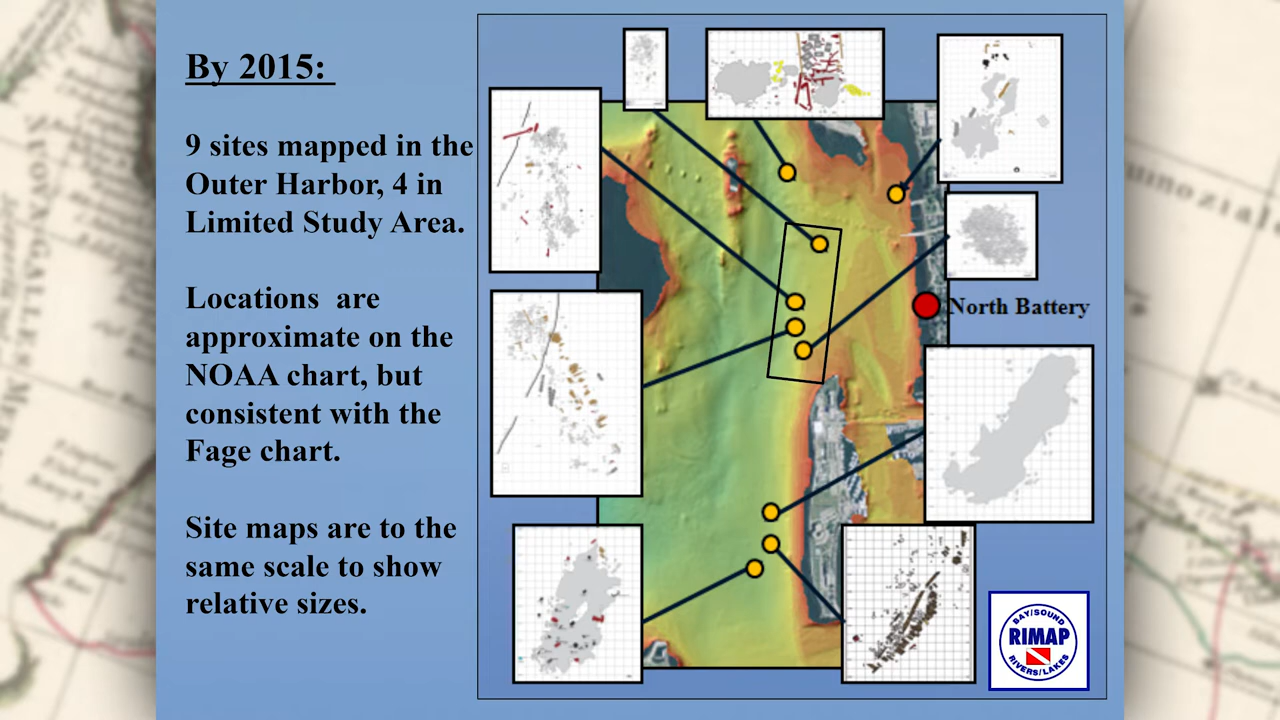 By 2015:
9 sites mapped in the
Outer Harbor, 4 in
Limited Study Area.
Locations are
approximate on the
NOAA chart, but
consistent with the
Fage chart.
Site maps are to the
same scale to show
relative sizes.
North Battery
BAY/SOUND
RIMAP
RIVERS/LAKES